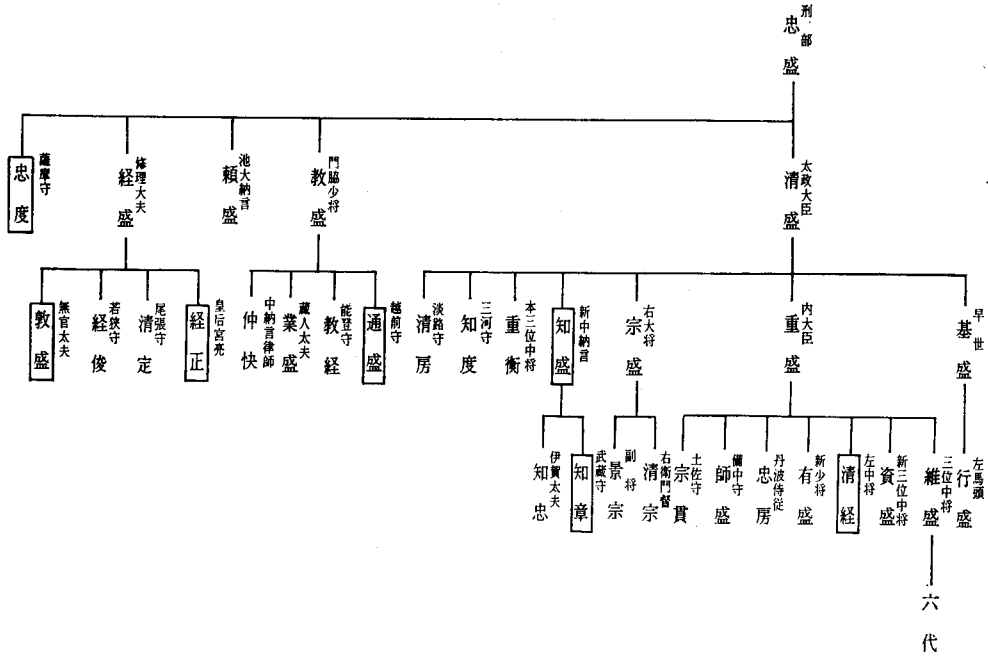 刑部
忠盛
太政大臣
清盛
門脇少将
教盛
池大納言
頼盛
修理大夫
経盛
薩摩守
忠度
早世
基盛
内大臣
重盛
右大将
宗盛
新中納言
知盛
本三位中将
重衡
三河守
知度
淡路守
清房
越前守
通盛
能登守
教経
蔵人大夫
業盛
中納言律師
仲快
皇后宮亮
経正
尾張守
清定
若狭守
経俊
無官太夫
敦盛
左馬頭
行盛
三位中将
維盛
新三位中将
資盛
左中将
清経
新少将
有盛
丹波侍従
忠房
備中守
師盛
土佐守
宗貫
右衛門督
清宗
副将
景宗
武蔵守
知章
伊賀太夫
知忠
六代